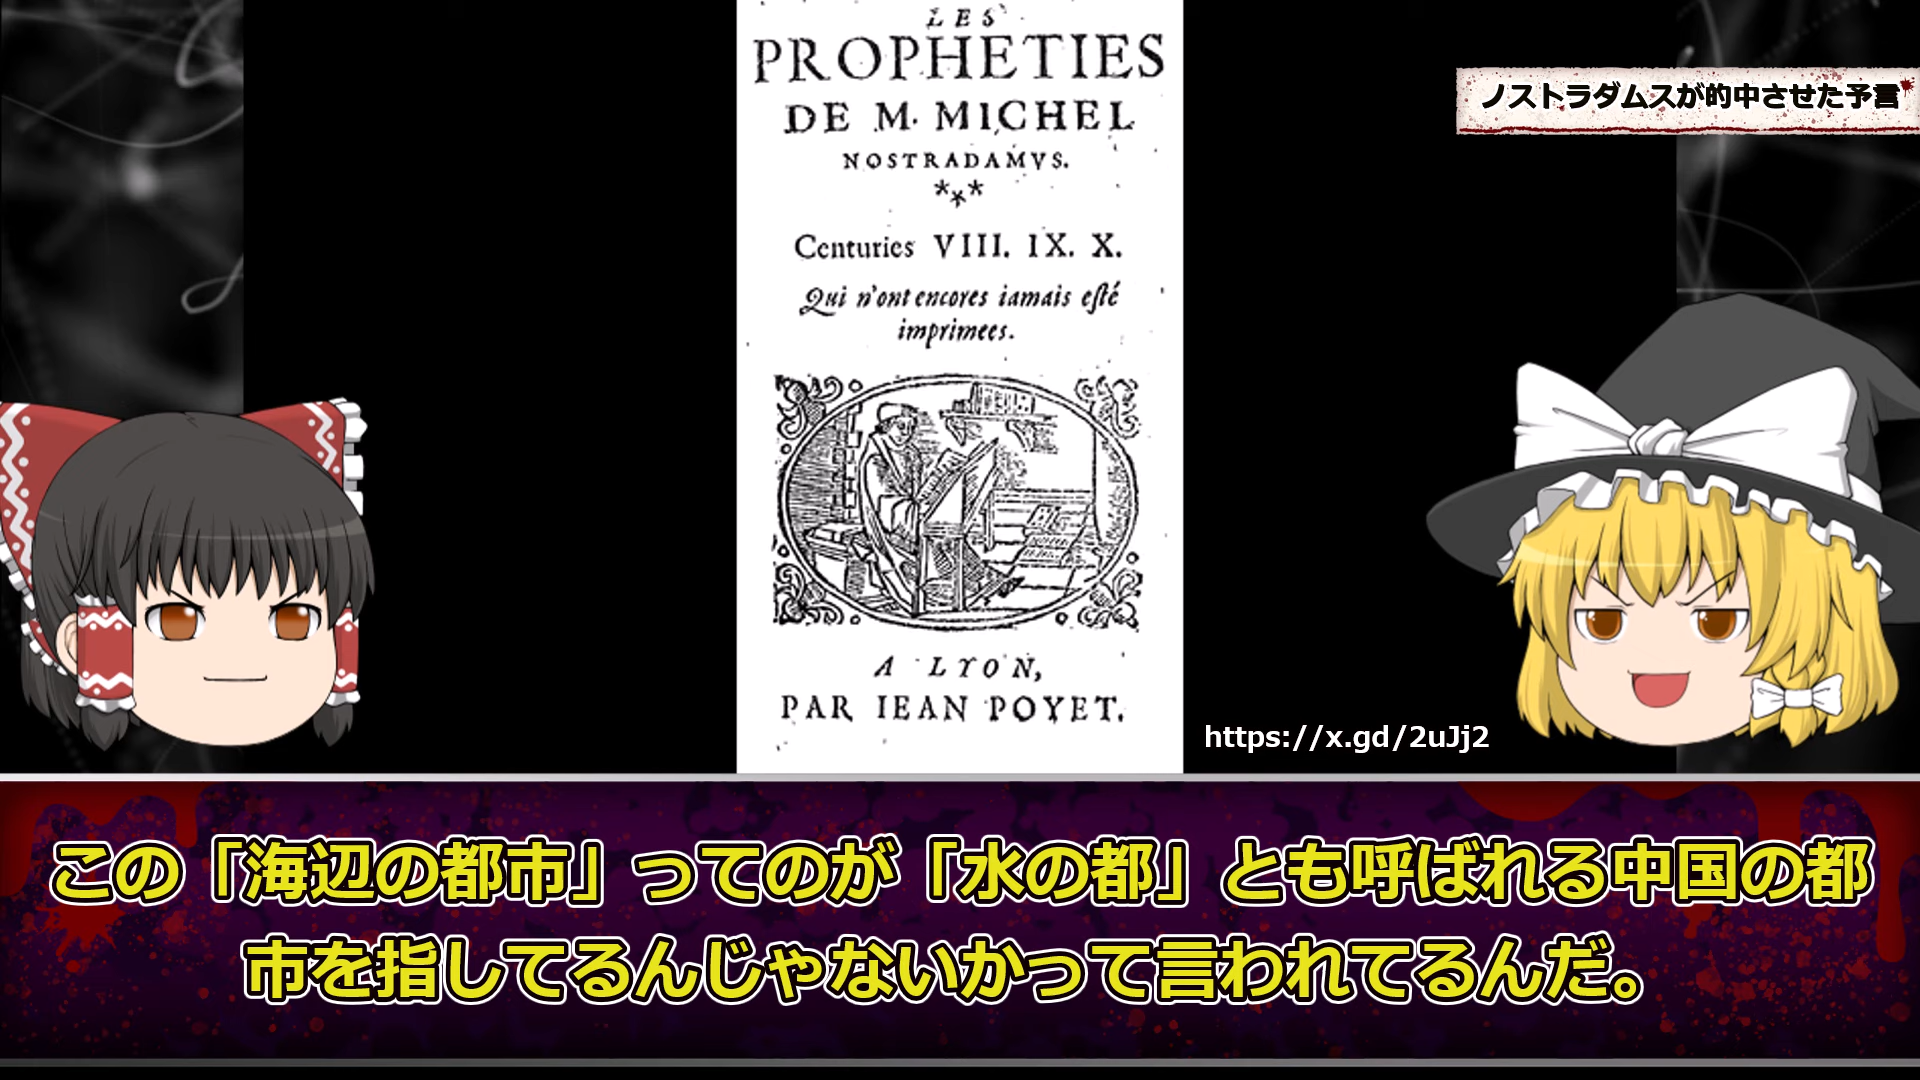 LES
PROPHETIES
DE M. MICHEL
NOSTRADAMVS.
Centuries VIII. IX. X.
Qui n'ont encores iamais esté
imprimees.
A LYON,
PAR IEAN POYET.
ノストラダムスが的中させた予言
https://x.gd/2uJj2
この「海辺の都市」ってのが「水の都」とも呼ばれる中国の都
市を指してるんじゃないかって言われてるんだ。